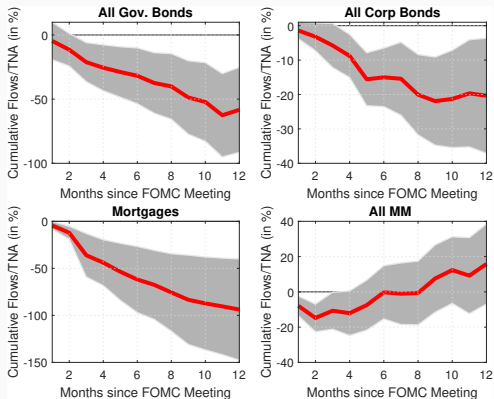 All Gov. Bonds
Cumulative Flows/TNA (in %)
0
-50
-100
2 4 6 8 10 12
Months since FOMC Meeting
All Corp Bonds
Cumulative Flows/TNA (in %)
0
-10
-20
-30
-40
2 4 6 8 10 12
Months since FOMC Meeting
Mortgages
Cumulative Flows/TNA (in %)
0
-50
-100
-150
2 4 6 8 10 12
Months since FOMC Meeting
All MM
Cumulative Flows/TNA (in %)
40
20
0
-20
-40
2 4 6 8 10 12
Months since FOMC Meeting